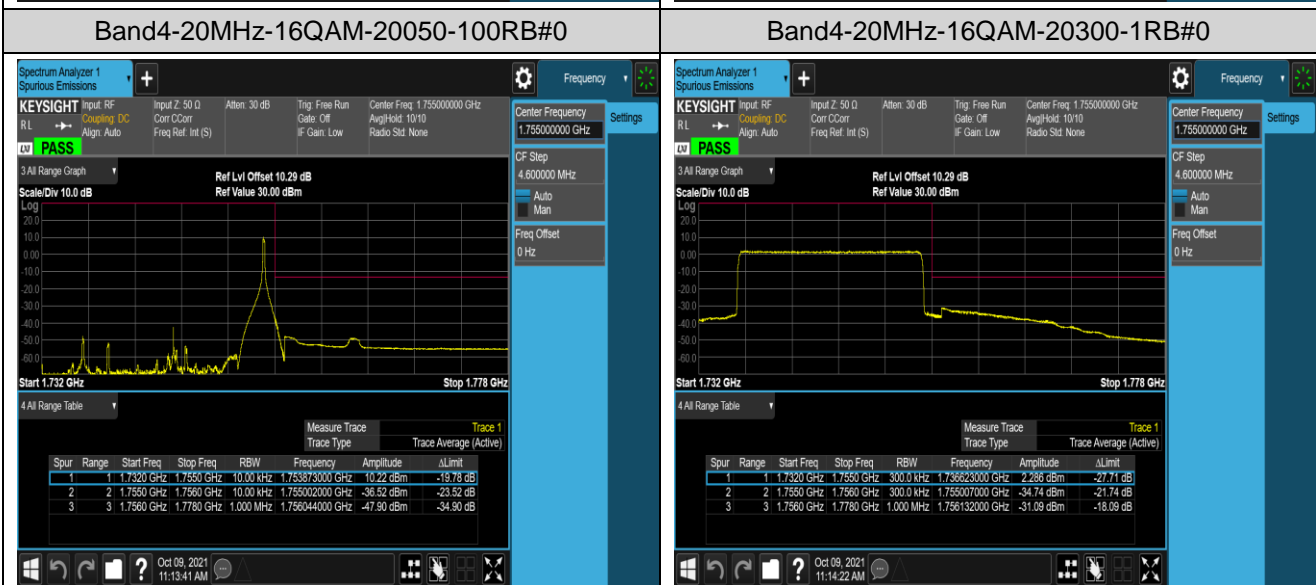 Band4-20MHz-16QAM-20050-100RB#0
Band4-20MHz-16QAM-20300-1RB#0
Spectrum Analyzer 1
Spurious Emissions
+
Frequency
KEYSIGHT Input: RF Input Z: 50 Ω Atten: 30 dB Trig: Free Run Center Freq: 1.755000000 GHz
RL Coupling: DC Corr CCorr Gate: Off Avg|Hold: 10/10
Align: Auto Freq Ref: Int (S) IF Gain: Low Radio Std: None
LXI PASS
Center Frequency
1.755000000 GHz
Settings
CF Step
4.600000 MHz
Auto
Man
Freq Offset
0 Hz
3 All Range Graph
Ref Lvl Offset 10.29 dB
Scale/Div 10.0 dB Ref Value 30.00 dBm
Log
20.0
10.0
0.00
-10.0
-20.0
-30.0
-40.0
-50.0
-60.0
Start 1.732 GHz Stop 1.778 GHz
4 All Range Table
Measure Trace Trace 1
Trace Type Trace Average (Active)
Spur Range Start Freq Stop Freq RBW Frequency Amplitude ΔLimit
1 1 1.7320 GHz 1.7550 GHz 10.00 kHz 1.753873000 GHz 10.22 dBm -19.78 dB
2 2 1.7550 GHz 1.7560 GHz 10.00 kHz 1.755002000 GHz -36.52 dBm -23.52 dB
3 3 1.7560 GHz 1.7780 GHz 1.000 MHz 1.756044000 GHz -47.90 dBm -34.90 dB
?
Oct 09, 2021
11:13:41 AM
Spectrum Analyzer 1
Spurious Emissions
+
Frequency
KEYSIGHT Input: RF Input Z: 50 Ω Atten: 30 dB Trig: Free Run Center Freq: 1.755000000 GHz
RL Coupling: DC Corr CCorr Gate: Off Avg|Hold: 10/10
Align: Auto Freq Ref: Int (S) IF Gain: Low Radio Std: None
LXI PASS
Center Frequency
1.755000000 GHz
Settings
CF Step
4.600000 MHz
Auto
Man
Freq Offset
0 Hz
3 All Range Graph
Ref Lvl Offset 10.29 dB
Scale/Div 10.0 dB Ref Value 30.00 dBm
Log
20.0
10.0
0.00
-10.0
-20.0
-30.0
-40.0
-50.0
-60.0
Start 1.732 GHz Stop 1.778 GHz
4 All Range Table
Measure Trace Trace 1
Trace Type Trace Average (Active)
Spur Range Start Freq Stop Freq RBW Frequency Amplitude ΔLimit
1 1 1.7320 GHz 1.7550 GHz 300.0 kHz 1.736623000 GHz 2.286 dBm -27.71 dB
2 2 1.7550 GHz 1.7560 GHz 300.0 kHz 1.755007000 GHz -34.74 dBm -21.74 dB
3 3 1.7560 GHz 1.7780 GHz 1.000 MHz 1.756132000 GHz -31.09 dBm -18.09 dB
?
Oct 09, 2021
11:14:22 AM